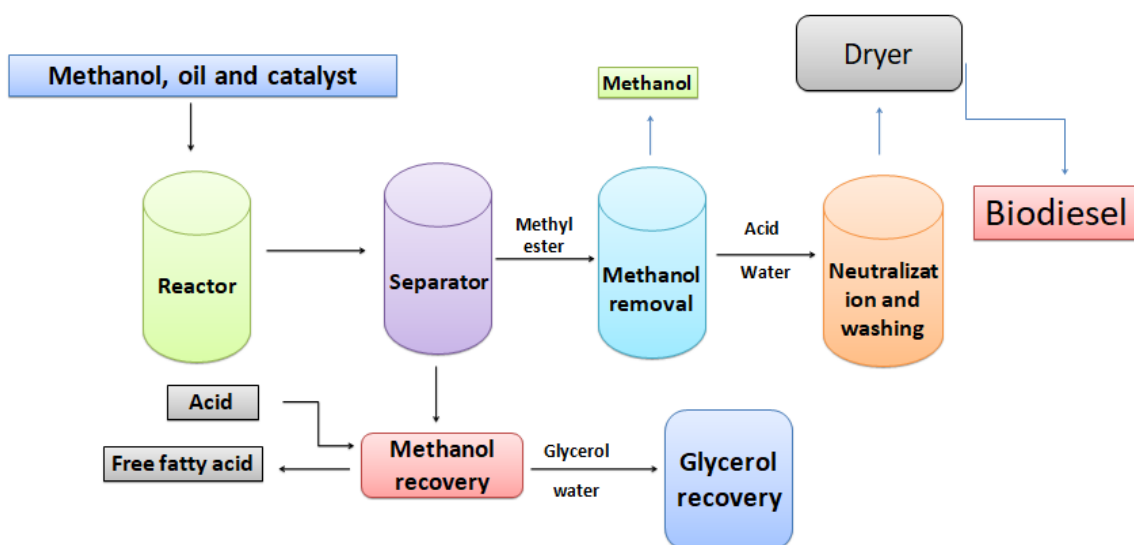 Methanol, oil and catalyst
Methanol
Dryer
Biodiesel
Reactor
Separator
Methyl
ester
Methanol
removal
Acid
Water
Neutralizat
ion and
washing
Acid
Free fatty acid
Methanol
recovery
Glycerol
water
Glycerol
recovery